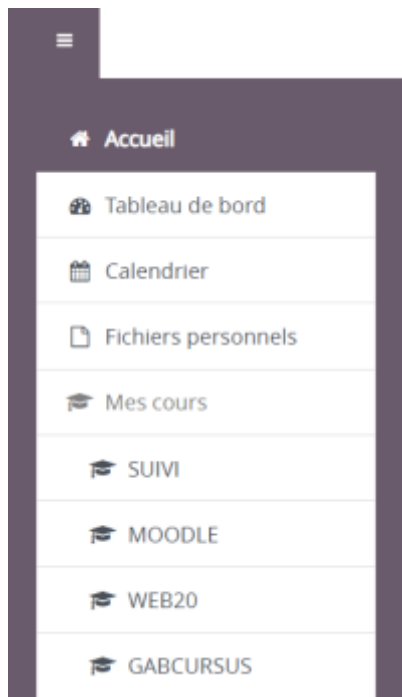 Accueil
Tableau de bord
Calendrier
Fichiers personnels
Mes cours
SUIVI
MOODLE
WEB20
GABCURSUS